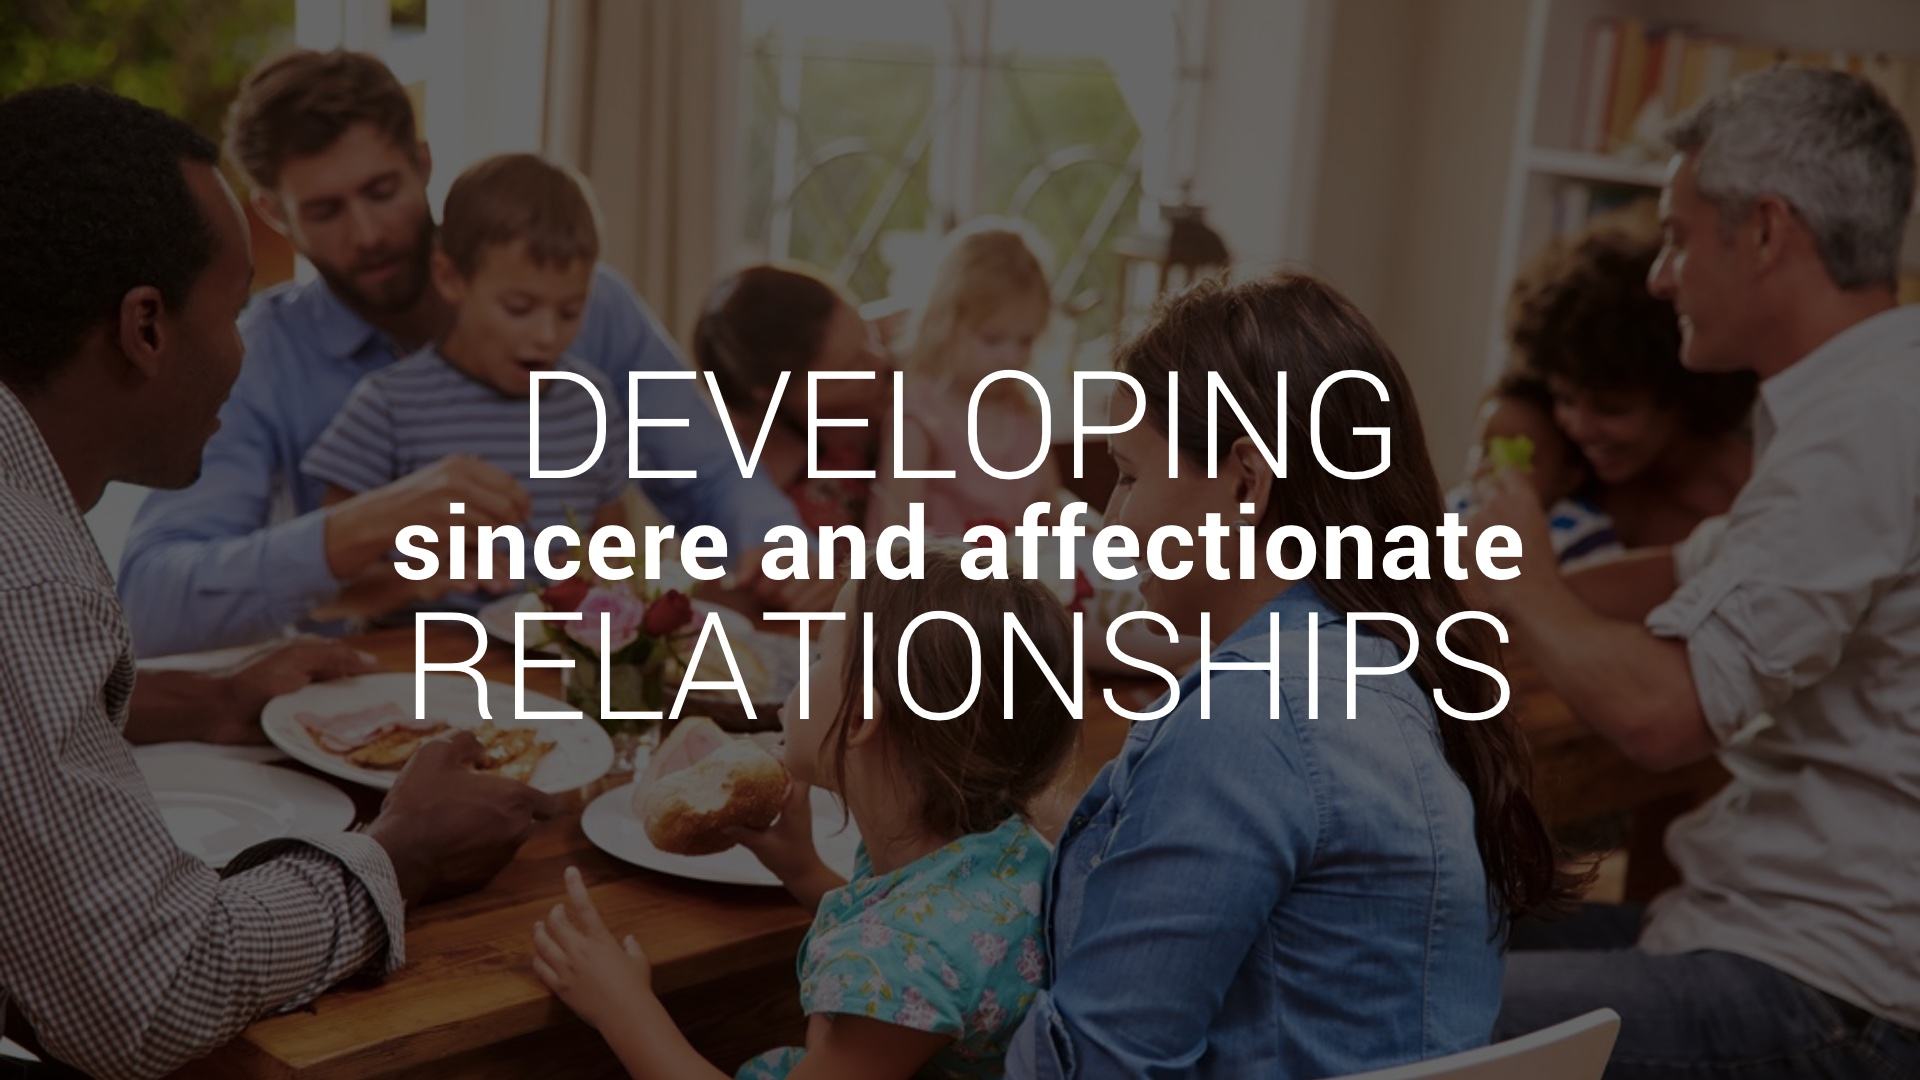 DEVELOPING
sincere and affectionate
RELATIONSHIPS